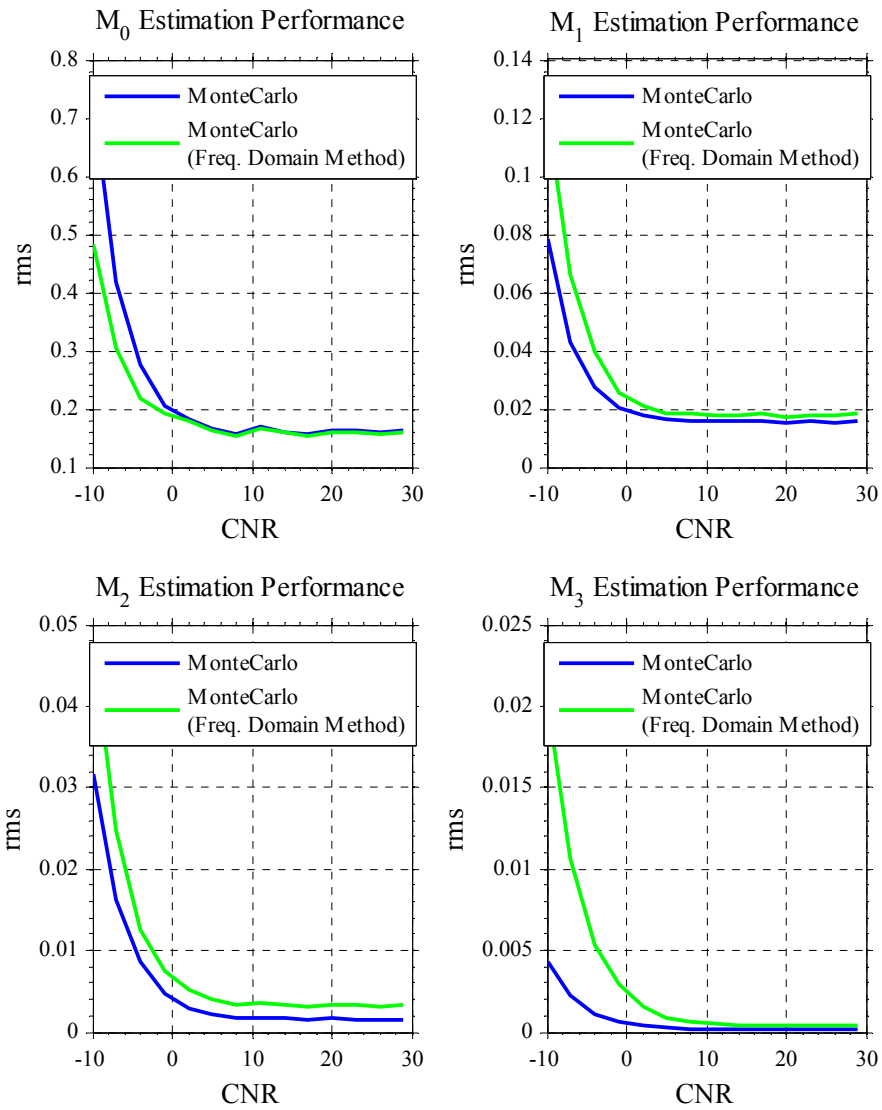 M0 Estimation Performance
0.8
0.7
0.6
0.5
0.4
0.3
0.2
0.1
rms
MonteCarlo
MonteCarlo
(Freq. Domain Method)
-10 0 10 20 30
CNR
M1 Estimation Performance
0.14
0.12
0.1
0.08
0.06
0.04
0.02
0
rms
MonteCarlo
MonteCarlo
(Freq. Domain Method)
-10 0 10 20 30
CNR
M2 Estimation Performance
0.05
0.04
0.03
0.02
0.01
0
rms
MonteCarlo
MonteCarlo
(Freq. Domain Method)
-10 0 10 20 30
CNR
M3 Estimation Performance
0.025
0.02
0.015
0.01
0.005
0
rms
MonteCarlo
MonteCarlo
(Freq. Domain Method)
-10 0 10 20 30
CNR